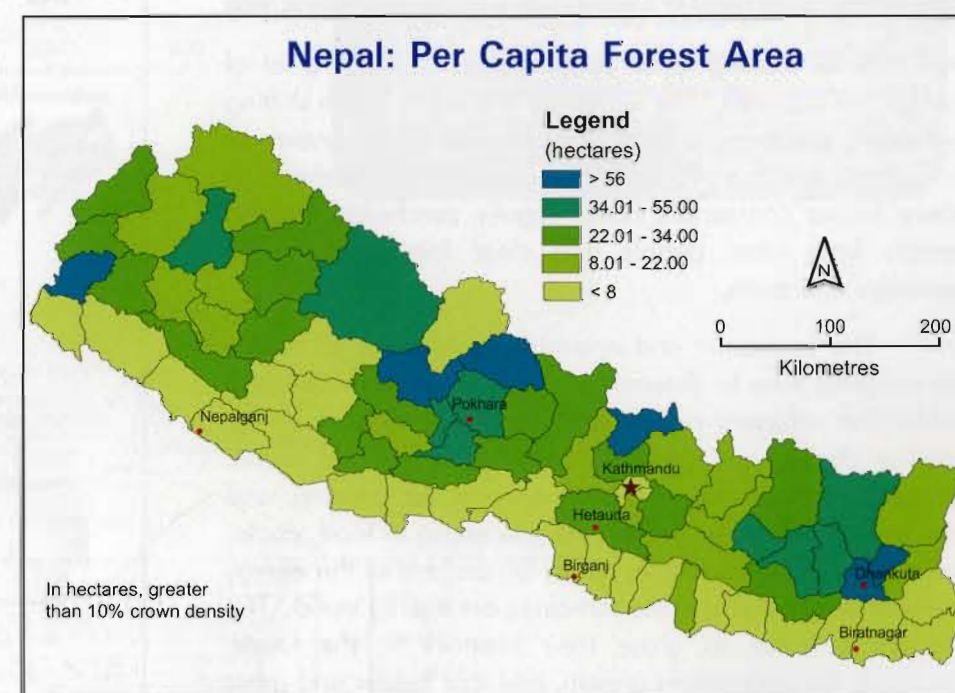 Nepal: Per Capita Forest Area
Legend
(hectares)
> 56
34.01 - 55.00
22.01 - 34.00
8.01 - 22.00
< 8
N
0 100 200
Kilometres
Nepalganj
Pokhara
Kathmandu
Hetauda
Birganj
Dhankuta
Biratnagar
In hectares, greater
than 10% crown density